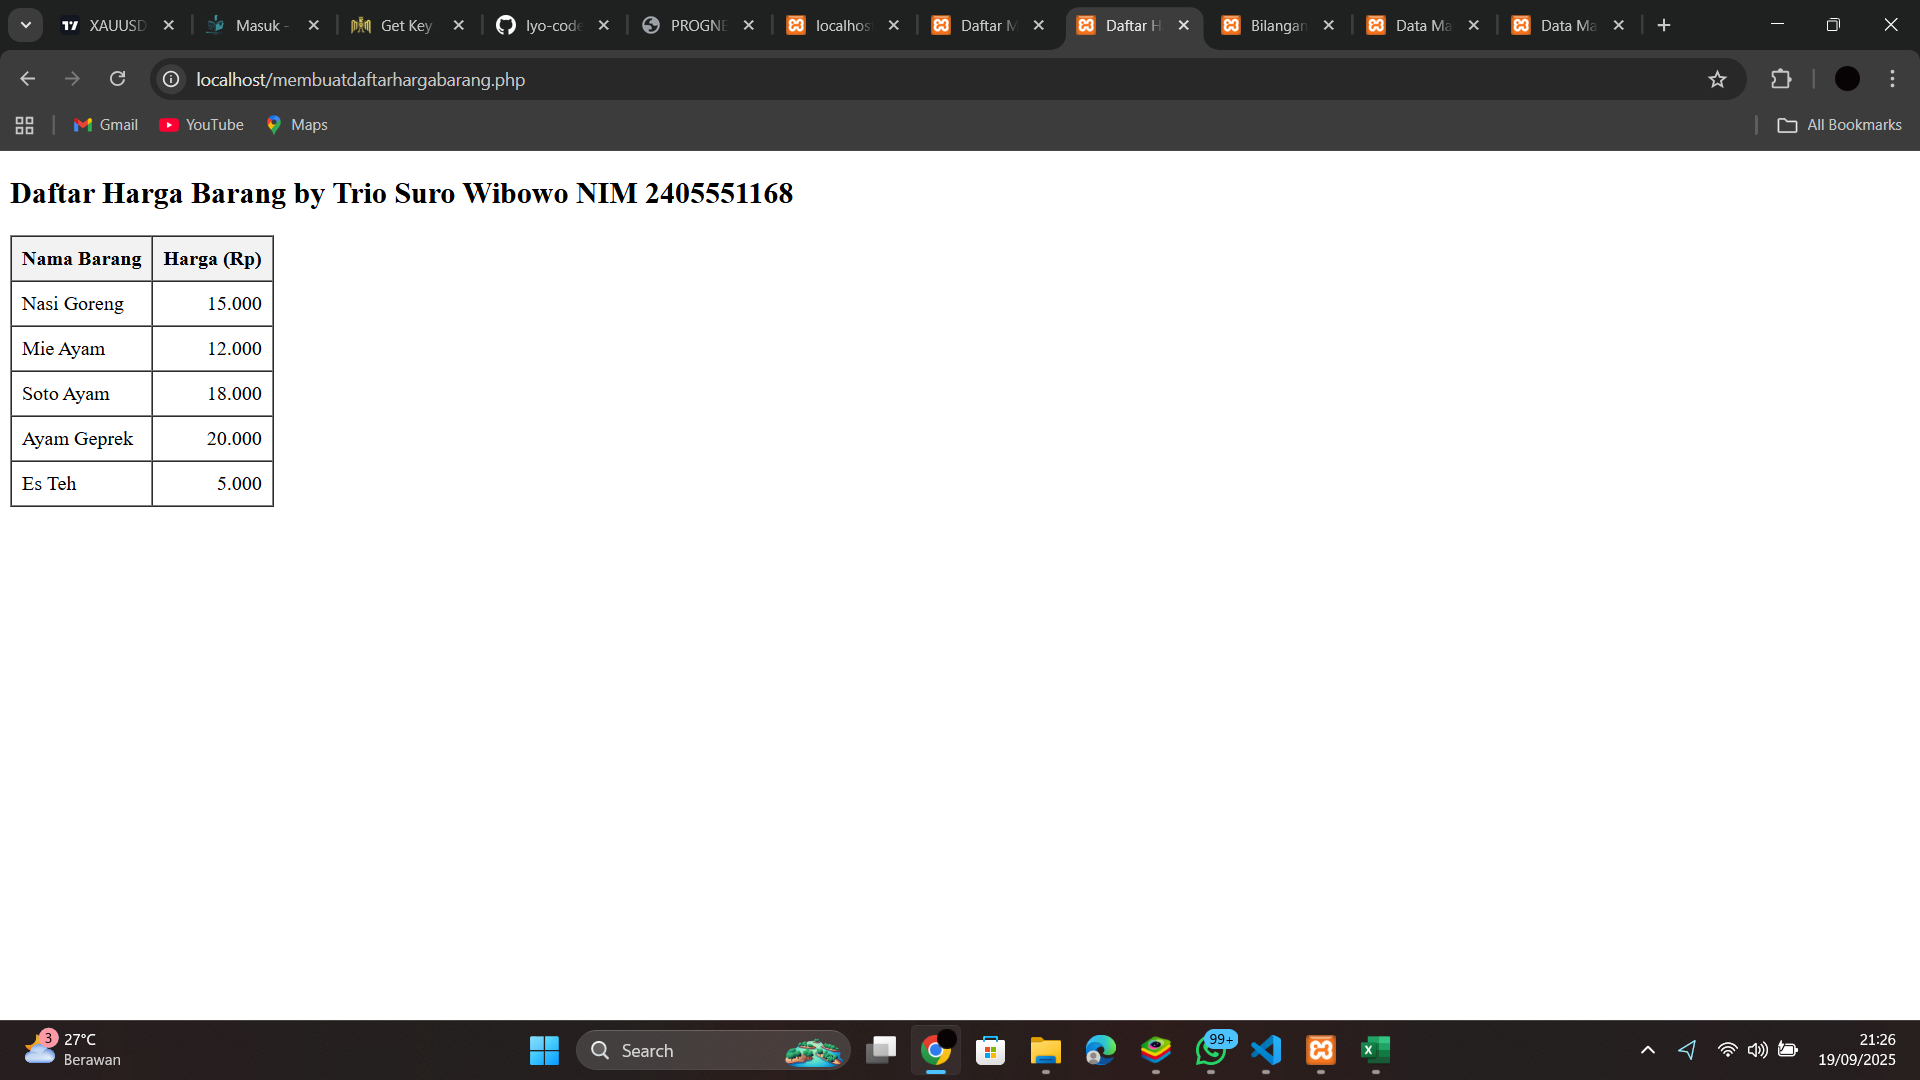 XAUUSD
Masuk -
Get Key
lyo-code
PROGNE
localhost
Daftar M
Daftar H
Bilangan
Data Ma
Data Ma
localhost/membuatdaftarhargabarang.php
Gmail
YouTube
Maps
All Bookmarks
Daftar Harga Barang by Trio Suro Wibowo NIM 2405551168
Nama Barang Harga (Rp)
Nasi Goreng 15.000
Mie Ayam 12.000
Soto Ayam 18.000
Ayam Geprek 20.000
Es Teh 5.000
3
27°C
Berawan
Search
99+
21:26
19/09/2025